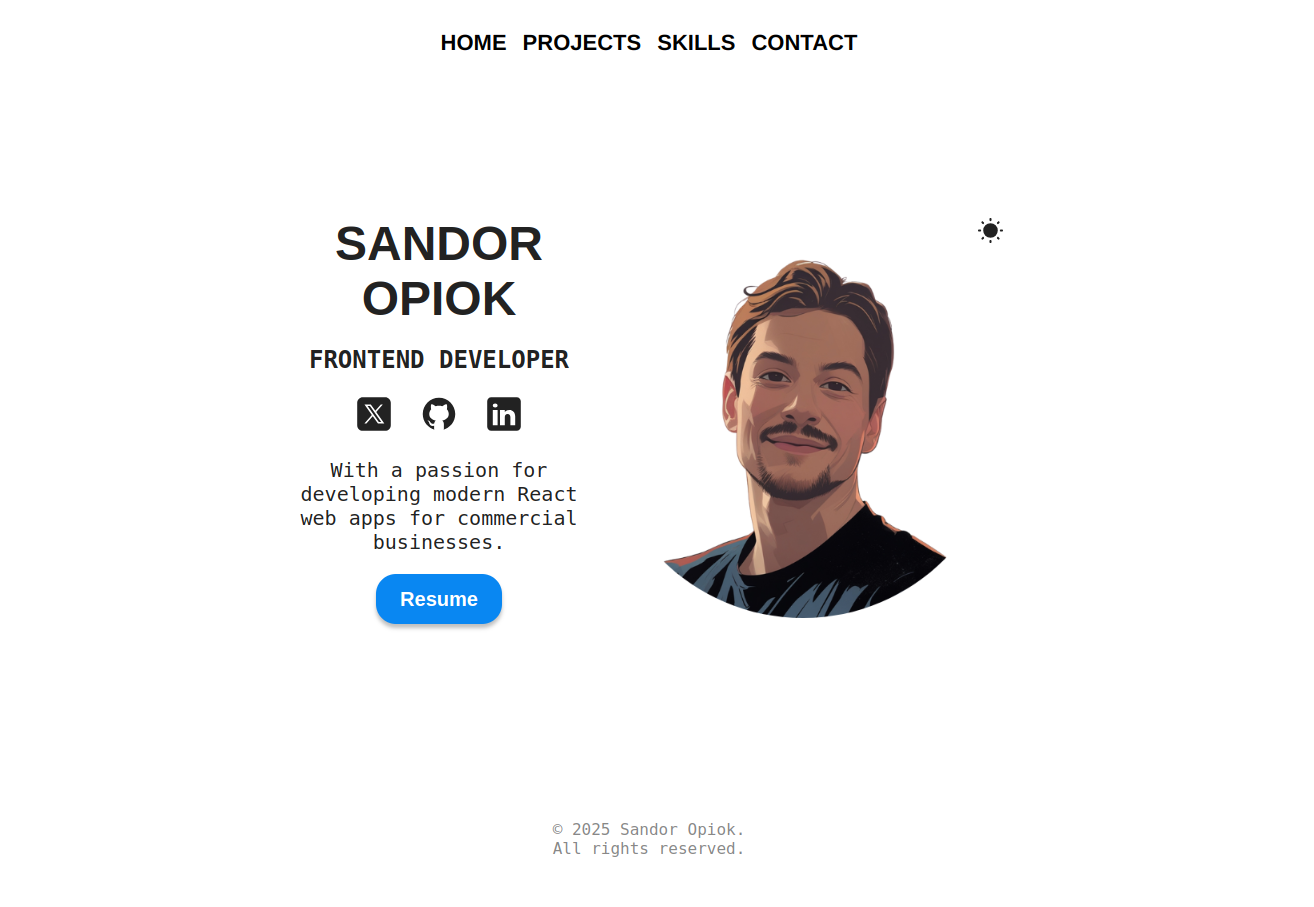 HOME PROJECTS SKILLS CONTACT
SANDOR
OPIOK
FRONTEND DEVELOPER
With a passion for
developing modern React
web apps for commercial
businesses.
Resume
© 2025 Sandor Opiok.
All rights reserved.